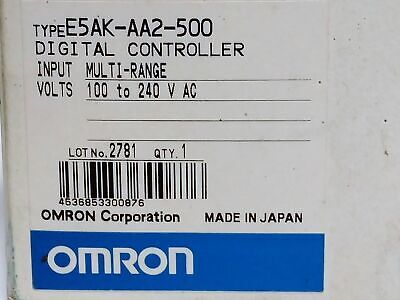 TYPE E5AK-AA2-500
DIGITAL CONTROLLER
INPUT MULTI-RANGE
VOLTS 100 to 240 V AC
LOT No. 2781 QTY. 1
4536853300876
OMRON Corporation MADE IN JAPAN
OMRON